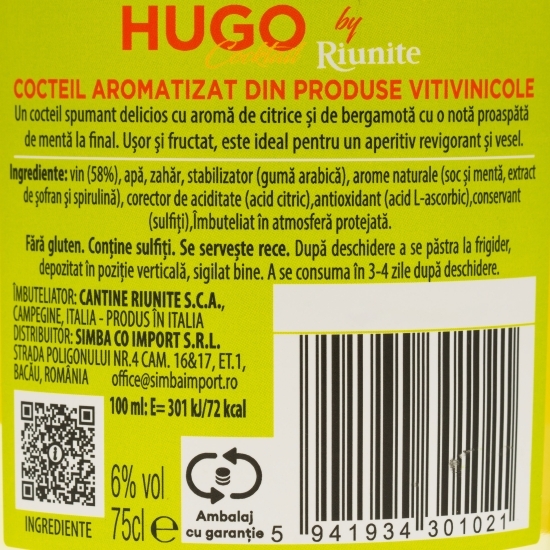 HUGO by
Cocktail Riunite
COCTEIL AROMATIZAT DIN PRODUSE VITIVINICOLE
Un cocteil spumant delicios cu aromă de citrice și de bergamotă cu o notă proaspătă
de mentă la final. Ușor și fructat, este ideal pentru un aperitiv revigorant și vesel.
Ingrediente: vin (58%), apă, zahăr, stabilizator (gumă arabică), arome naturale (soc și mentă, extract
de șofran și spirulină), corector de aciditate (acid citric),antioxidant (acid L-ascorbic),conservant
(sulfiți),Îmbuteliat în atmosferă protejată.
Fără gluten. Conține sulfiți. Se servește rece. După deschidere a se păstra la frigider,
depozitat în poziție verticală, sigilat bine. A se consuma în 3-4 zile după deschidere.
ÎMBUTELIATOR: CANTINE RIUNITE S.C.A.,
CAMPEGINE, ITALIA - PRODUS ÎN ITALIA
DISTRIBUITOR: SIMBA CO IMPORT S.R.L.
STRADA POLIGONULUI NR.4 CAM. 16&17, ET.1,
BACĂU, ROMÂNIA office@simbaimport.ro
100 ml: E= 301 kJ/72 kcal
6% vol
75cl e
INGREDIENTE
Ambalaj
cu garanție
5 941934 301021